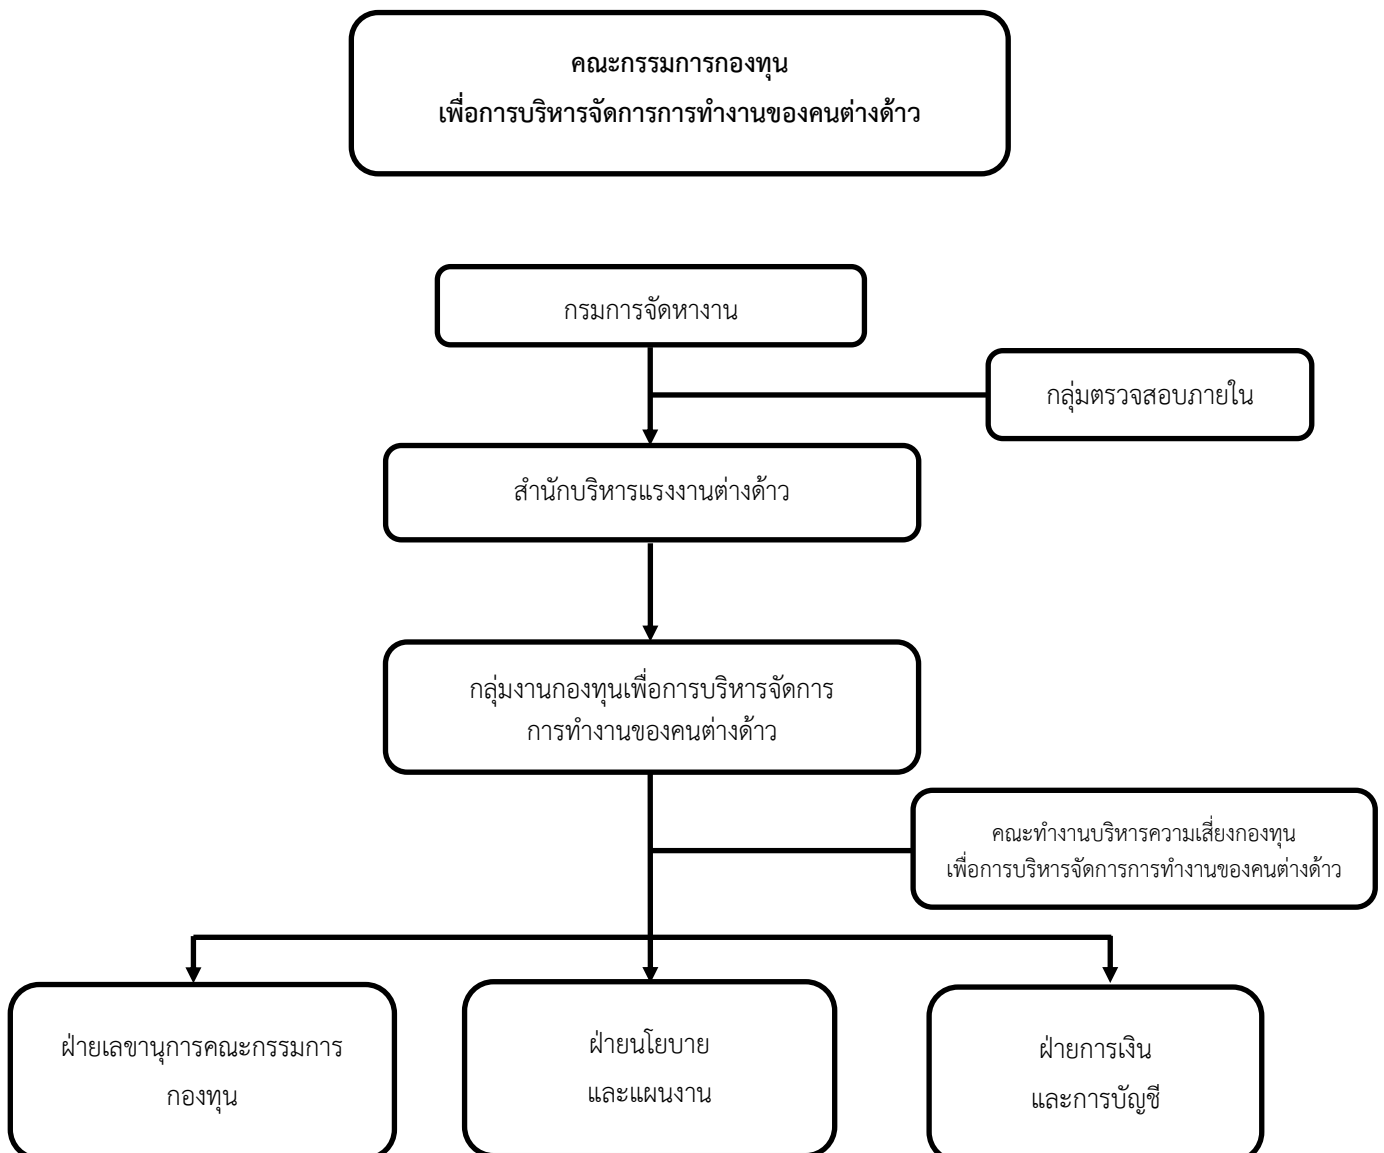 คณะกรรมการกองทุน
เพื่อการบริหารจัดการการทำงานของคนต่างด้าว
กรมการจัดหางาน
กลุ่มตรวจสอบภายใน
สำนักบริหารแรงงานต่างด้าว
กลุ่มงานกองทุนเพื่อการบริหารจัดการ
การทำงานของคนต่างด้าว
คณะทำงานบริหารความเสี่ยงกองทุน
เพื่อการบริหารจัดการการทำงานของคนต่างด้าว
ฝ่ายเลขานุการคณะกรรมการ
กองทุน
ฝ่ายนโยบาย
และแผนงาน
ฝ่ายการเงิน
และการบัญชี